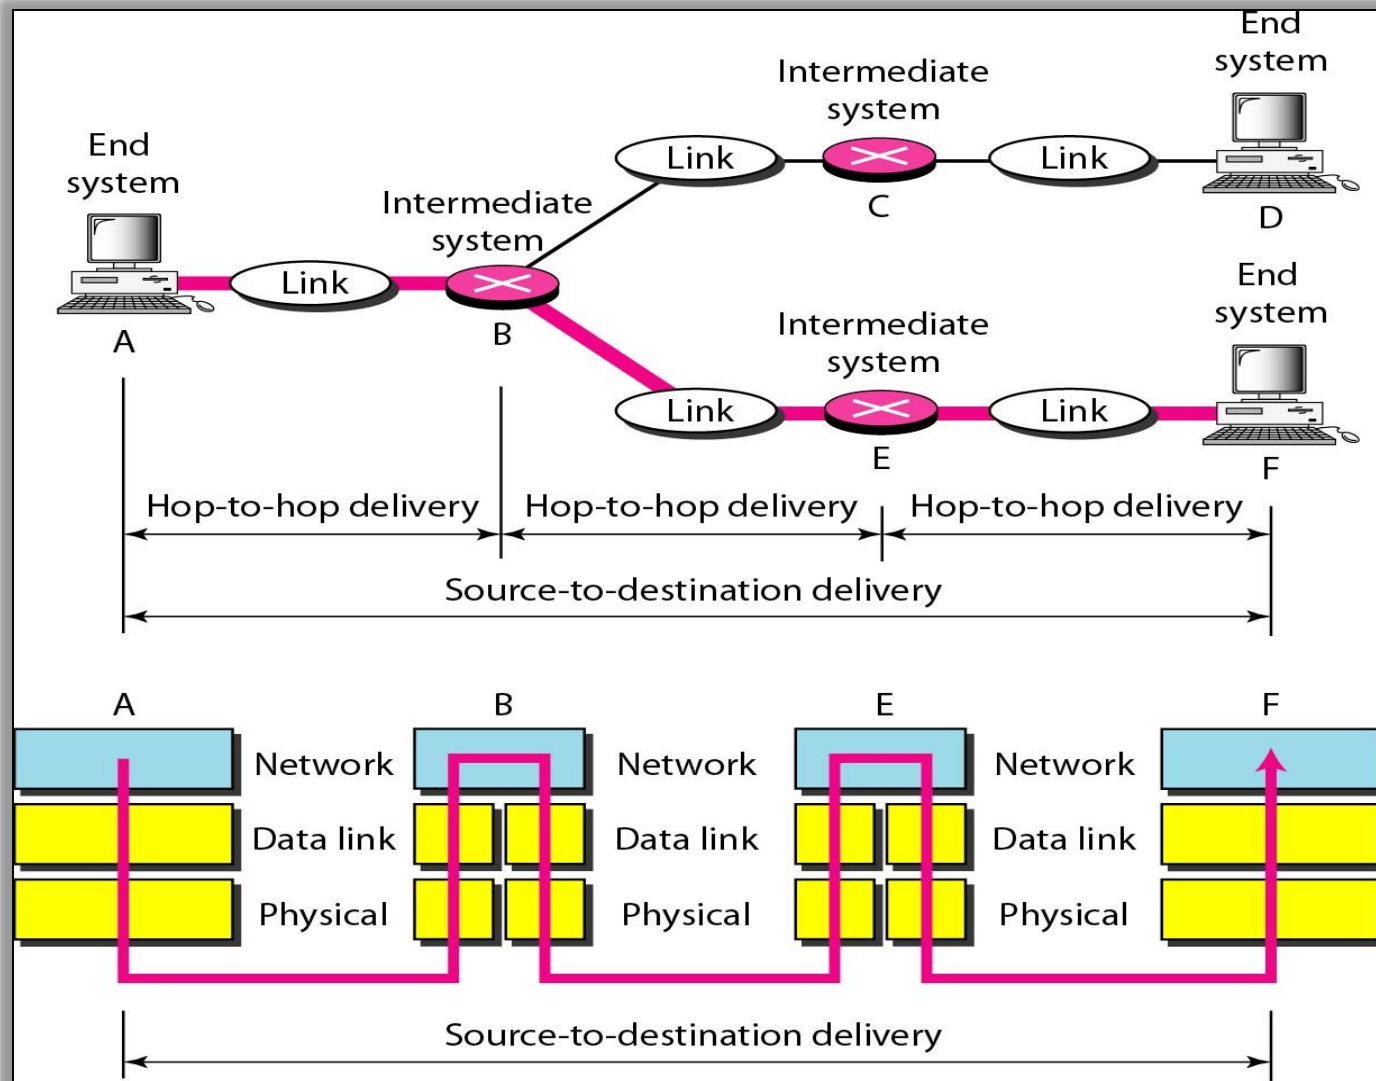 End
system
Intermediate
system
Link
Link
C
D
End
system
Intermediate
system
Link
A
B
End
system
Intermediate
system
Link
Link
E
F
Hop-to-hop delivery
Hop-to-hop delivery
Hop-to-hop delivery
Source-to-destination delivery
A
B
E
F
Network
Network
Network
Data link
Data link
Data link
Physical
Physical
Physical
Source-to-destination delivery